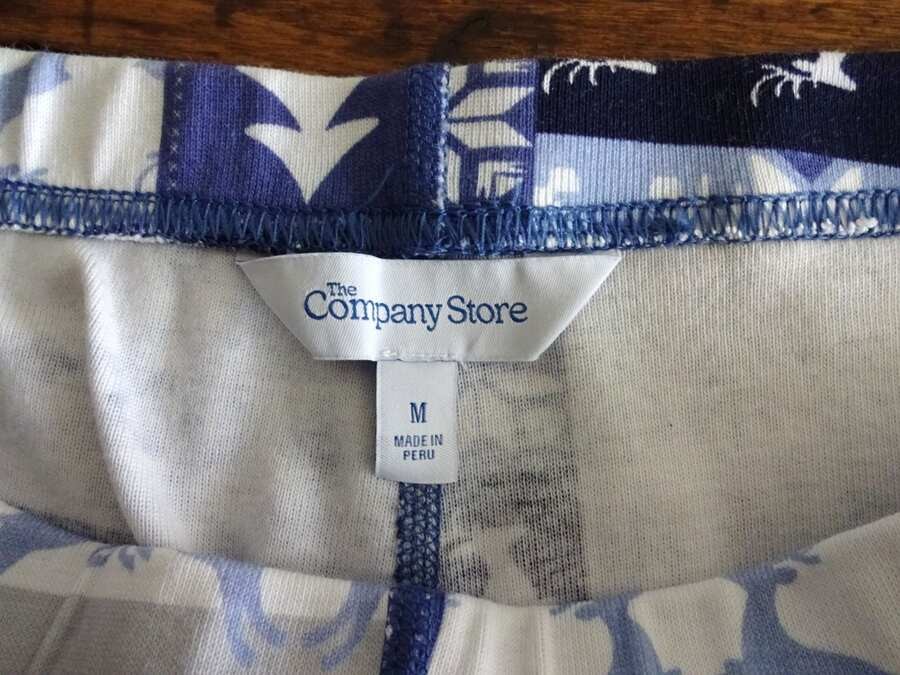 The
Company Store
M
MADE IN
PERU